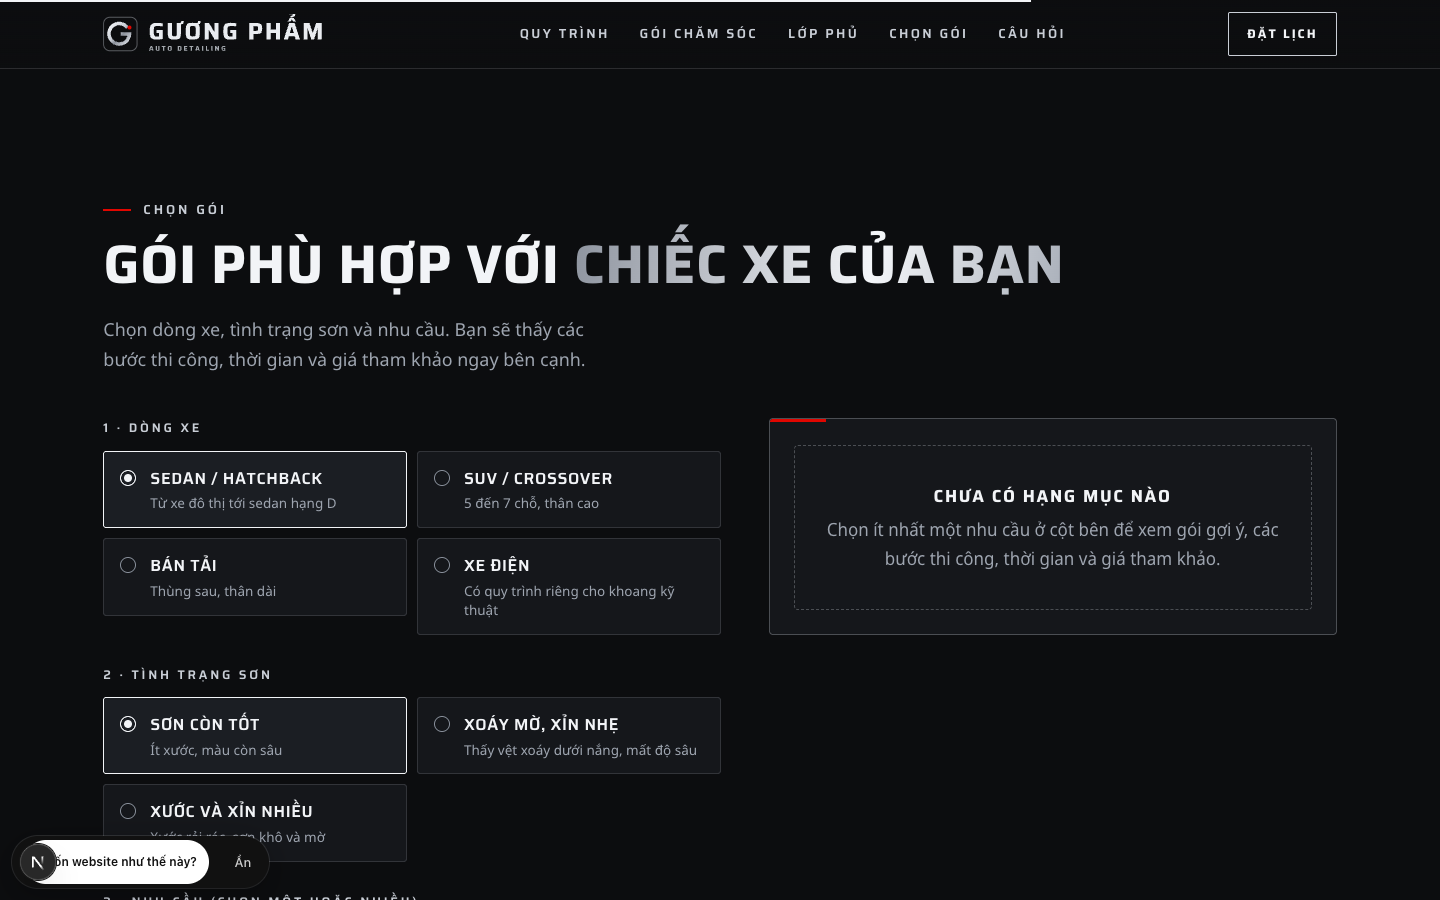 GƯƠNG PHẨM
AUTO DETAILING
QUY TRÌNH
GÓI CHĂM SÓC
LỚP PHỦ
CHỌN GÓI
CÂU HỎI
ĐẶT LỊCH
CHỌN GÓI
GÓI PHÙ HỢP VỚI CHIẾC XE CỦA BẠN
Chọn dòng xe, tình trạng sơn và nhu cầu. Bạn sẽ thấy các
bước thi công, thời gian và giá tham khảo ngay bên cạnh.
1 · DÒNG XE
SEDAN / HATCHBACK
Từ xe đô thị tới sedan hạng D
SUV / CROSSOVER
5 đến 7 chỗ, thân cao
BÁN TẢI
Thùng sau, thân dài
XE ĐIỆN
Có quy trình riêng cho khoang kỹ
thuật
CHƯA CÓ HẠNG MỤC NÀO
Chọn ít nhất một nhu cầu ở cột bên để xem gói gợi ý, các
bước thi công, thời gian và giá tham khảo.
2 · TÌNH TRẠNG SƠN
SƠN CÒN TỐT
Ít xước, màu còn sâu
XOÁY MỜ, XỈN NHẸ
Thấy vệt xoáy dưới nắng, mất độ sâu
XƯỚC VÀ XỈN NHIỀU
khô và mờ
website như thế này?
Ẩn